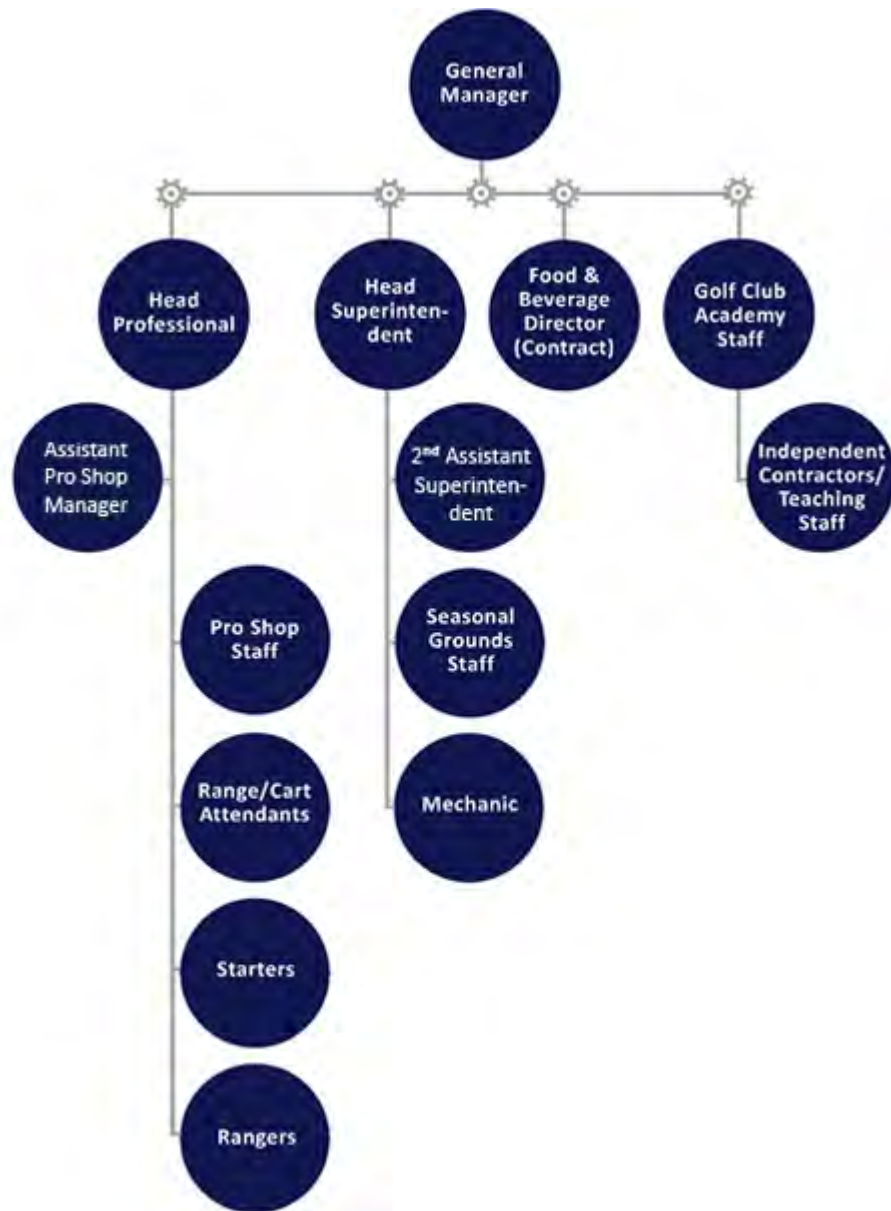 General
Manager
Head
Professional
Head
Superinten-
dent
Food &
Beverage
Director
(Contract)
Golf Club
Academy
Staff
Assistant
Pro Shop
Manager
2nd Assistant
Superinten-
dent
Independent
Contractors/
Teaching
Staff
Pro Shop
Staff
Seasonal
Grounds
Staff
Range/Cart
Attendants
Mechanic
Starters
Rangers